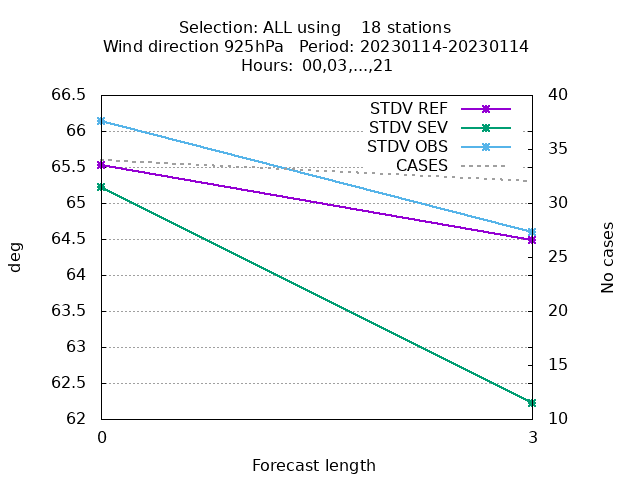 Selection: ALL using    18 stations
Wind direction 925hPa   Period: 20230114-20230114
Hours:  00,03,...,21
66.5
66
65.5
65
64.5
64
63.5
63
62.5
62
deg
STDV REF
STDV SEV
STDV OBS
CASES
40
35
30
25
20
15
10
No cases
0
3
Forecast length